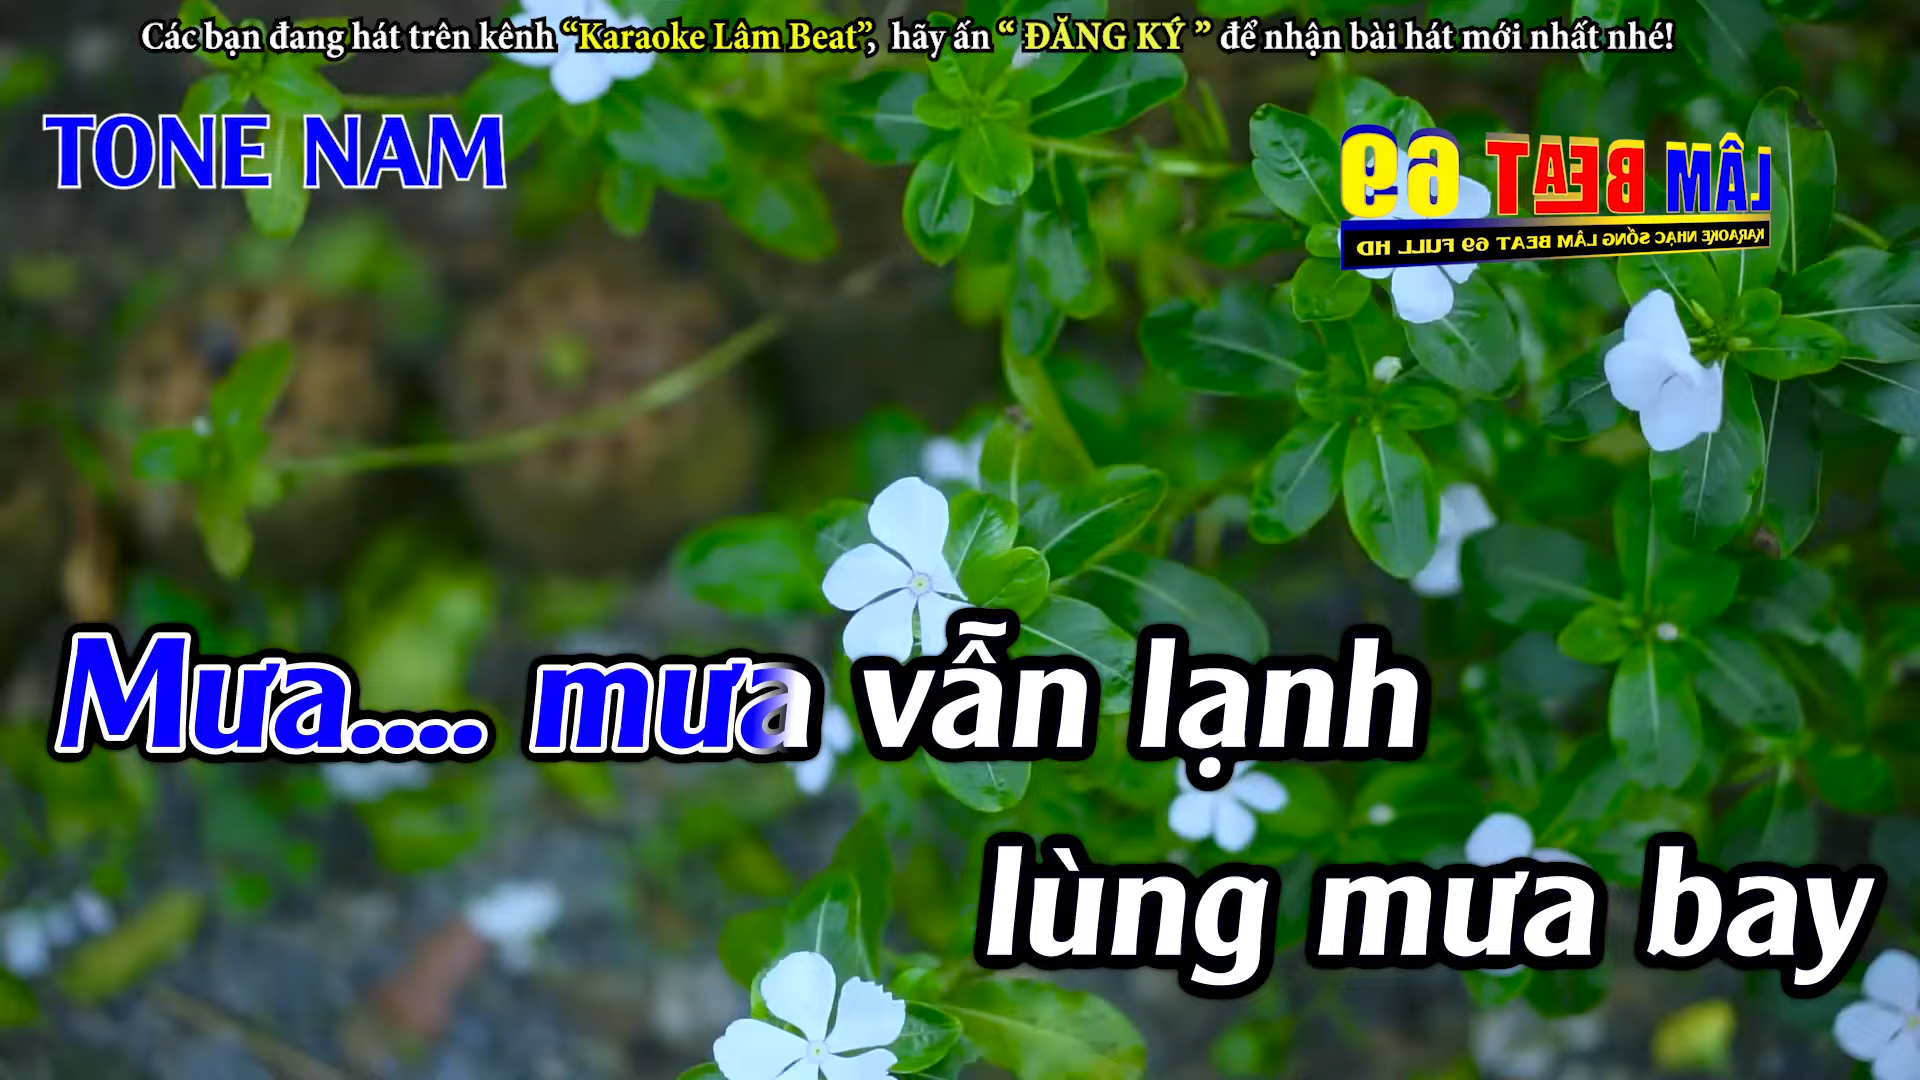 Các bạn đang hát trên kênh “Karaoke Lâm Beat”, hãy ấn “ ĐĂNG KÝ ” để nhận bài hát mới nhất nhé!
TONE NAM
LÂM BEAT 69
KARAOKE NHẠC SỐNG LÂM BEAT 69 FULL HD
Mưa.... mưa vẫn lạnh
lùng mưa bay